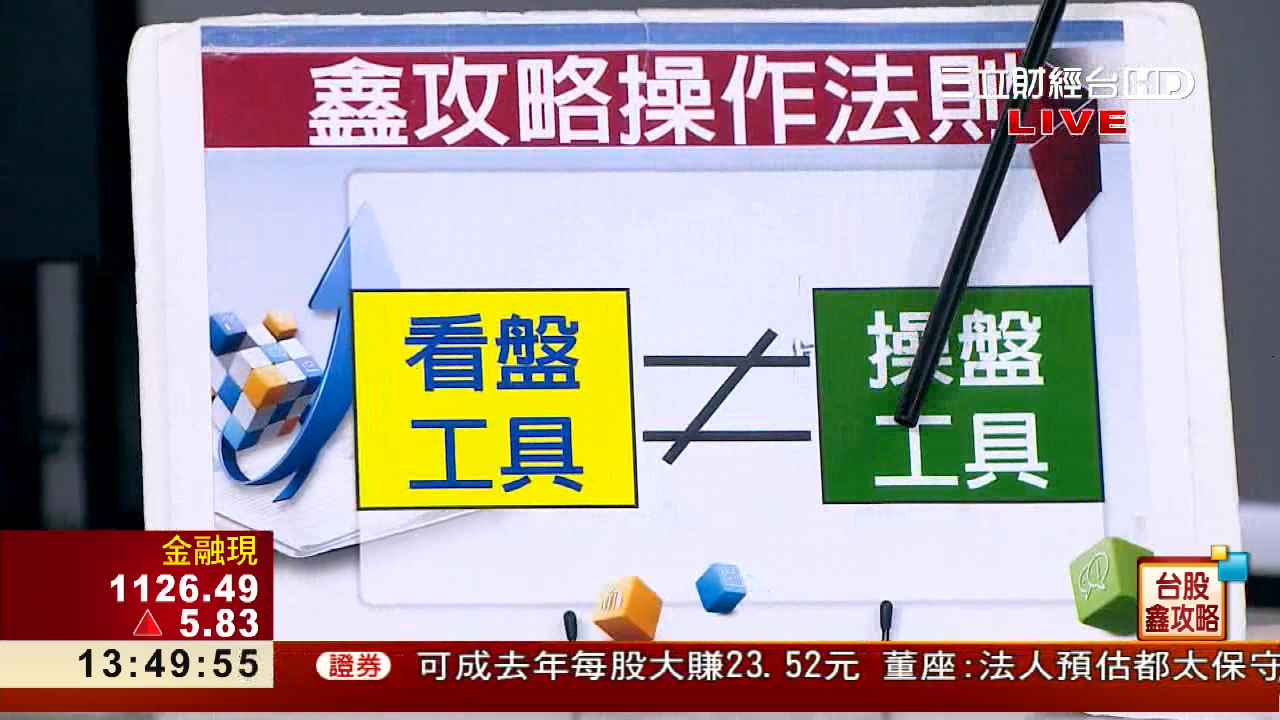 鑫攻略操作法則
三立財經台HD
LIVE
看盤
工具
操盤
工具
金融現
1126.49
▲ 5.83
台股
鑫攻略
13:49:55
證券 可成去年每股大賺23.52元 董座:法人預估都太保守